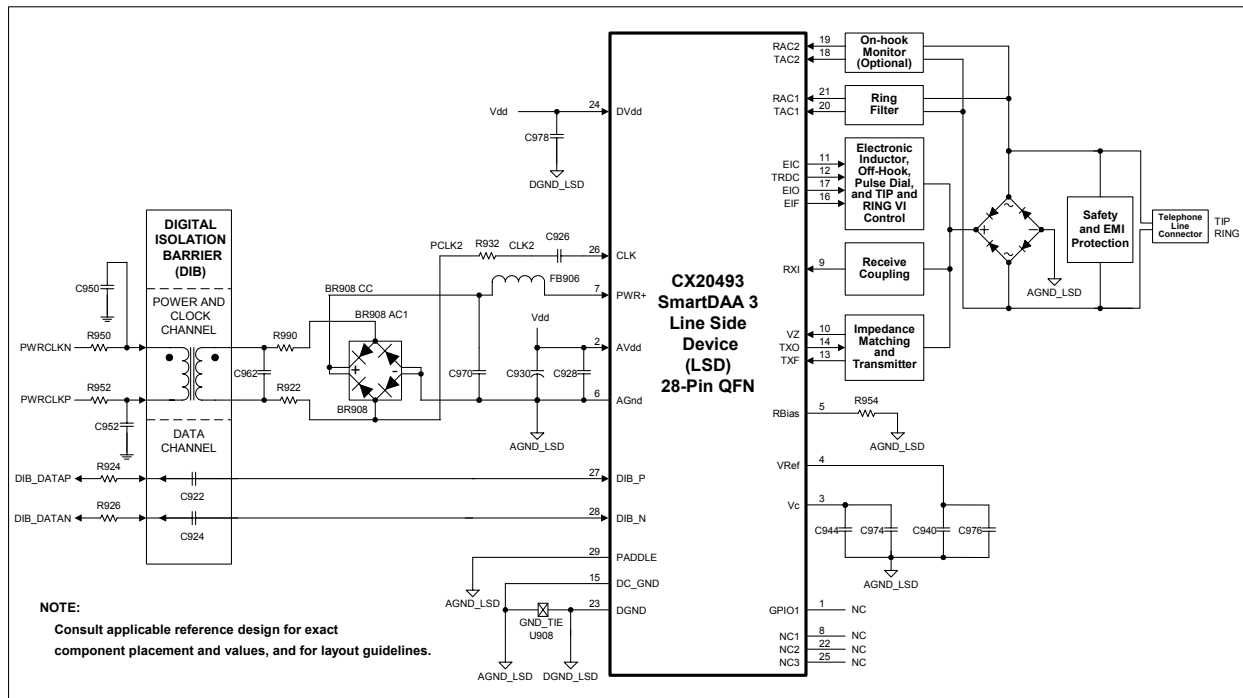 19
RAC2
18
TAC2
On-hook
Monitor
(Optional)
21
RAC1
20
TAC1
Ring
Filter
Vdd
24
DVdd
C978
DGND_LSD
11
EIC
12
TRDC
17
EIO
16
EIF
Electronic
Inductor,
Off-Hook,
Pulse Dial,
and TIP and
RING VI
Control
Safety
and EMI
Protection
Telephone
Line
Connector
TIP
RING
AGND_LSD
DIGITAL
ISOLATION
BARRIER
(DIB)
POWER AND
CLOCK
CHANNEL
PCLK2
R932
CLK2
C926
26
CLK
FB906
7
PWR+
9
RXI
Receive
Coupling
CX20493
SmartDAA 3
Line Side
Device
(LSD)
28-Pin QFN
C950
R950
PWRCLKN
R952
PWRCLKP
C952
R990
C962
R922
BR908 CC
BR908 AC1
+
-
BR908
Vdd
2
AVdd
C970
C930
C928
6
AGnd
AGND_LSD
10
VZ
14
TXO
13
TXF
Impedance
Matching
and
Transmitter
5
RBias
R954
AGND_LSD
4
VRef
3
Vc
C944
C974
C940
C976
AGND_LSD
DATA
CHANNEL
R924
DIB_DATAP
C922
27
DIB_P
R926
DIB_DATAN
C924
28
DIB_N
29
PADDLE
AGND_LSD
15
DC_GND
23
DGND
GND_TIE
U908
AGND_LSD
DGND_LSD
1
GPIO1
NC
8
NC1
NC
22
NC2
NC
25
NC3
NC
NOTE:
Consult applicable reference design for exact
component placement and values, and for layout guidelines.